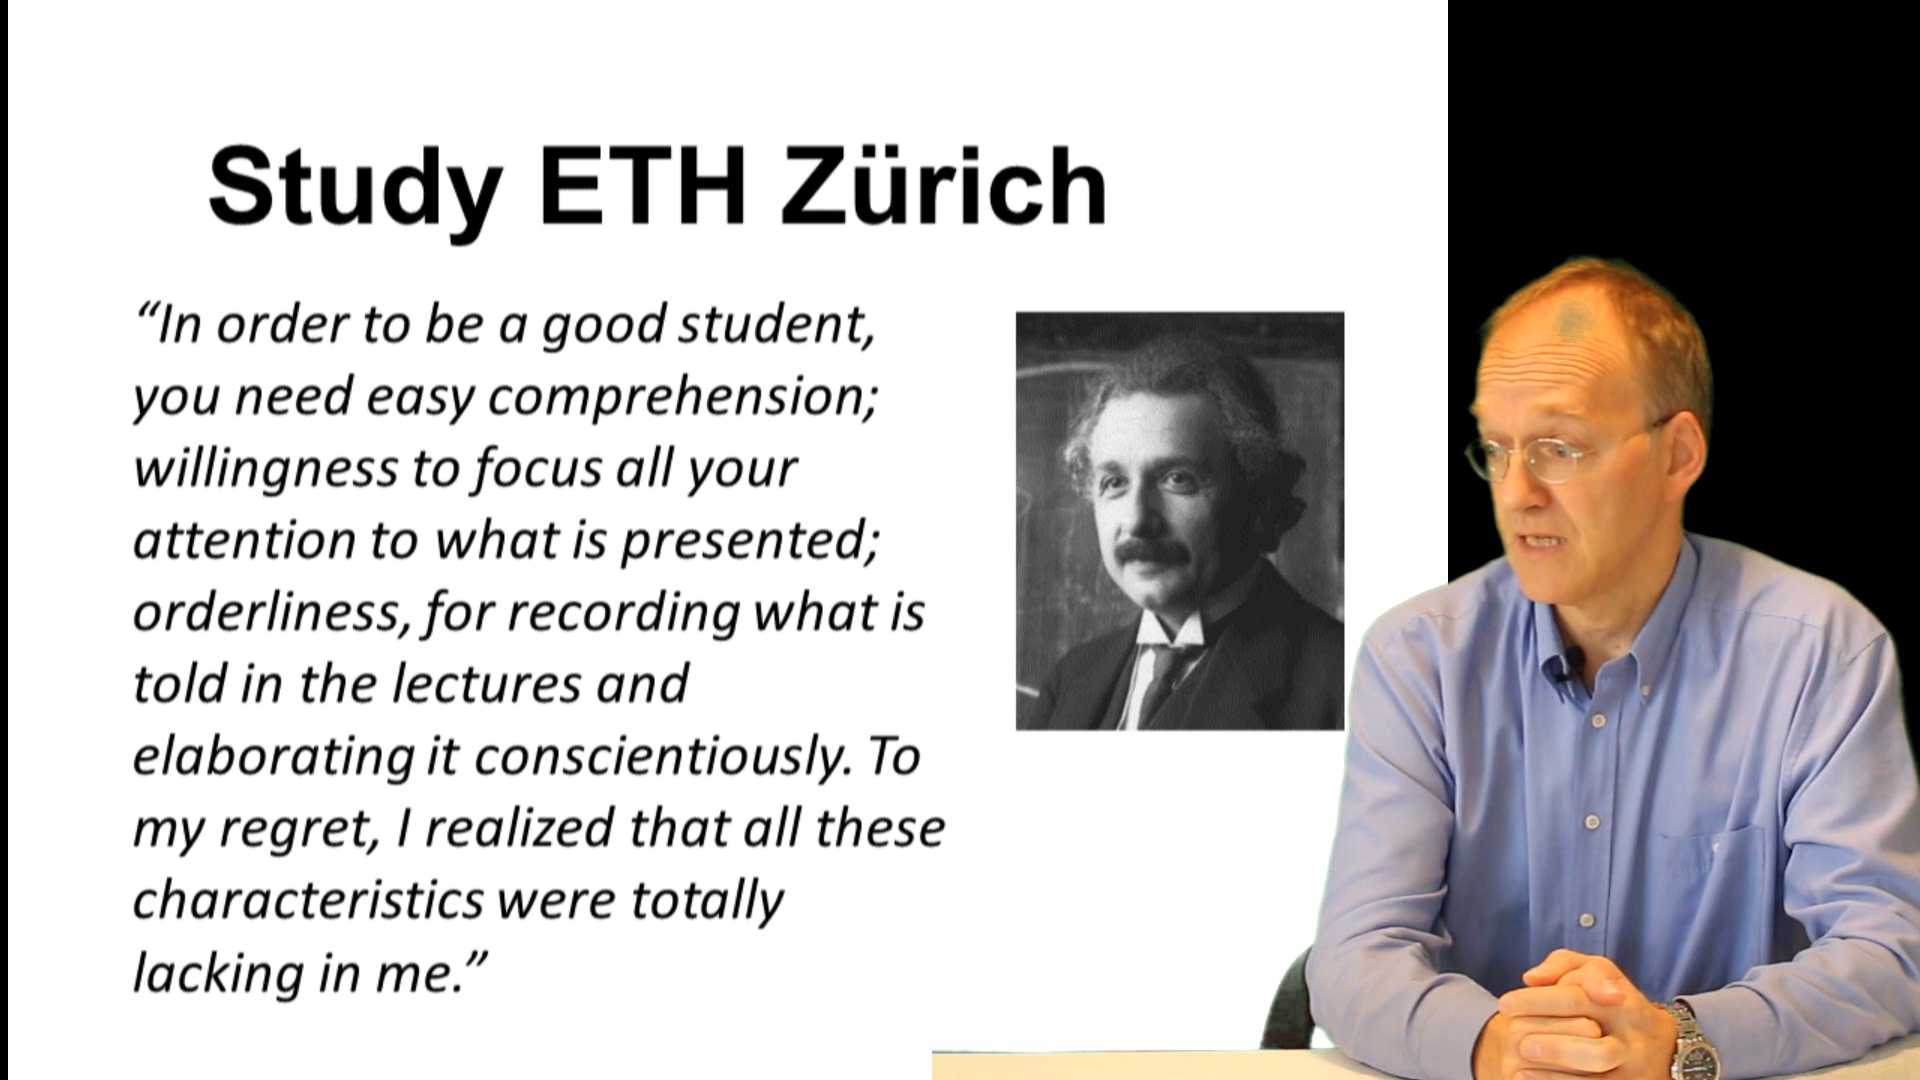 Study ETH Zürich
“In order to be a good student,
you need easy comprehension;
willingness to focus all your
attention to what is presented;
orderliness, for recording what is
told in the lectures and
elaborating it conscientiously. To
my regret, I realized that all these
characteristics were totally
lacking in me.”